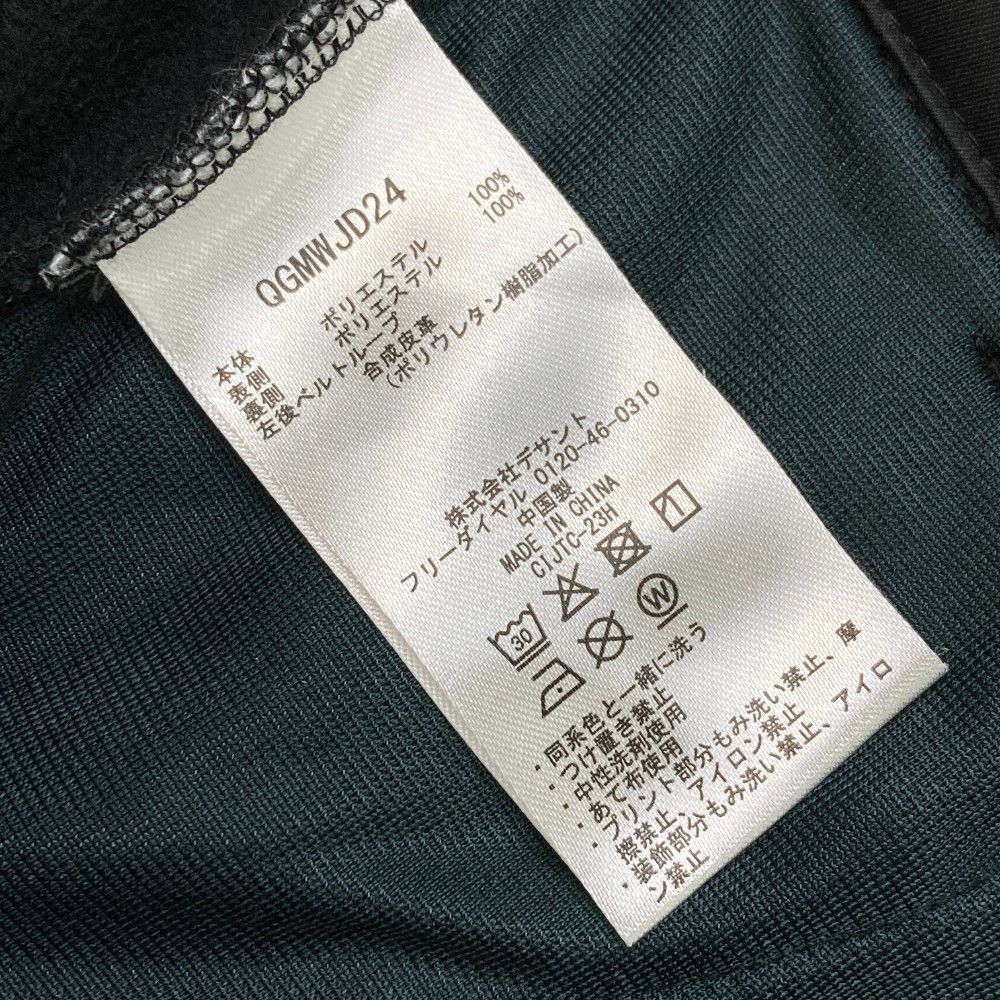 QGMWJD24
本体
表側 ポリエステル 100%
裏側 ポリエステル 100%
左後ベルトループ
合成皮革
(ポリウレタン樹脂加工)
株式会社デサント
フリーダイヤル 0120-46-0310
中国製
MADE IN CHINA
CIJTC-23H
30
W
・同系色と一緒に洗う
つけ置き禁止
・中性洗剤使用
あて布使用
・プリント部分もみ洗い禁止、摩
擦禁止、アイロン禁止
・装飾部分もみ洗い禁止、アイロ
ン禁止